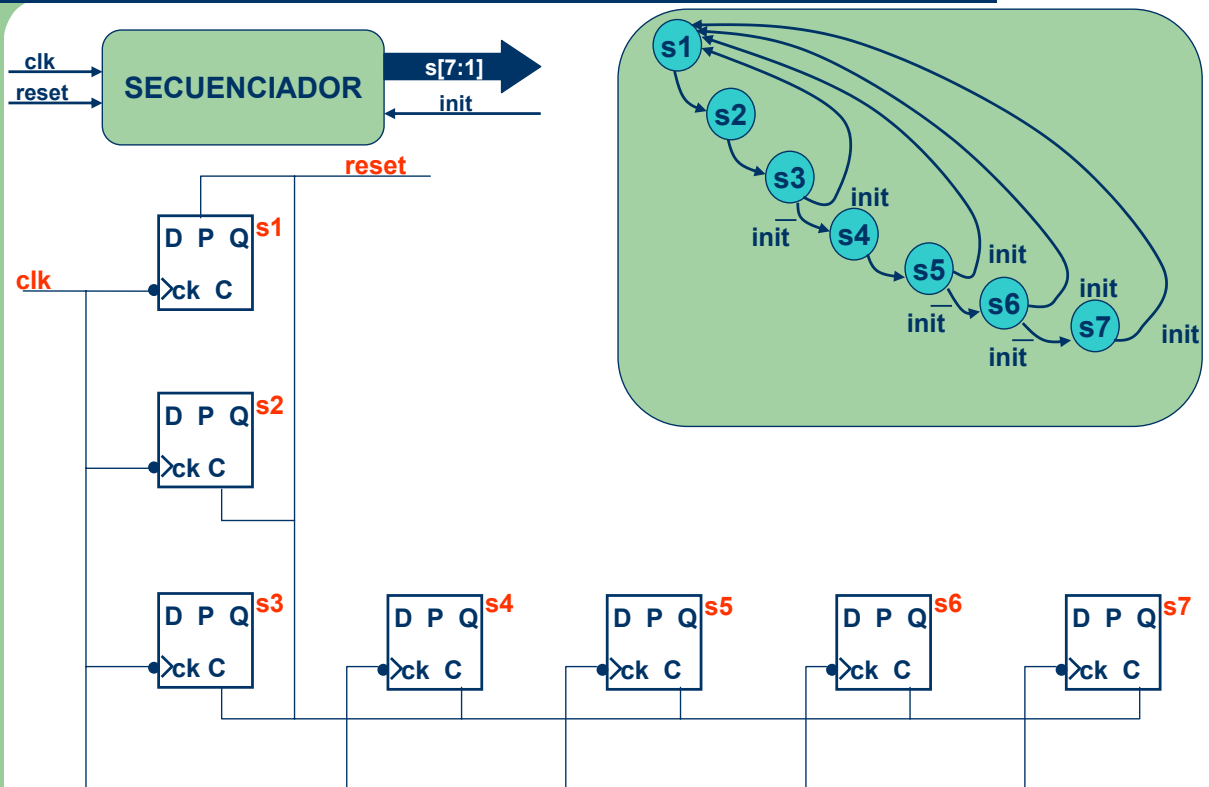 clk
reset
SECUENCIADOR
s[7:1]
init
s1
s2
s3
init
init
s4
s5
init
init
s6
init
init
s7
init
reset
D P Q
s1
clk
ck C
D P Q
s2
ck C
D P Q
s3
ck C
D P Q
s4
ck C
D P Q
s5
ck C
D P Q
s6
ck C
D P Q
s7
ck C